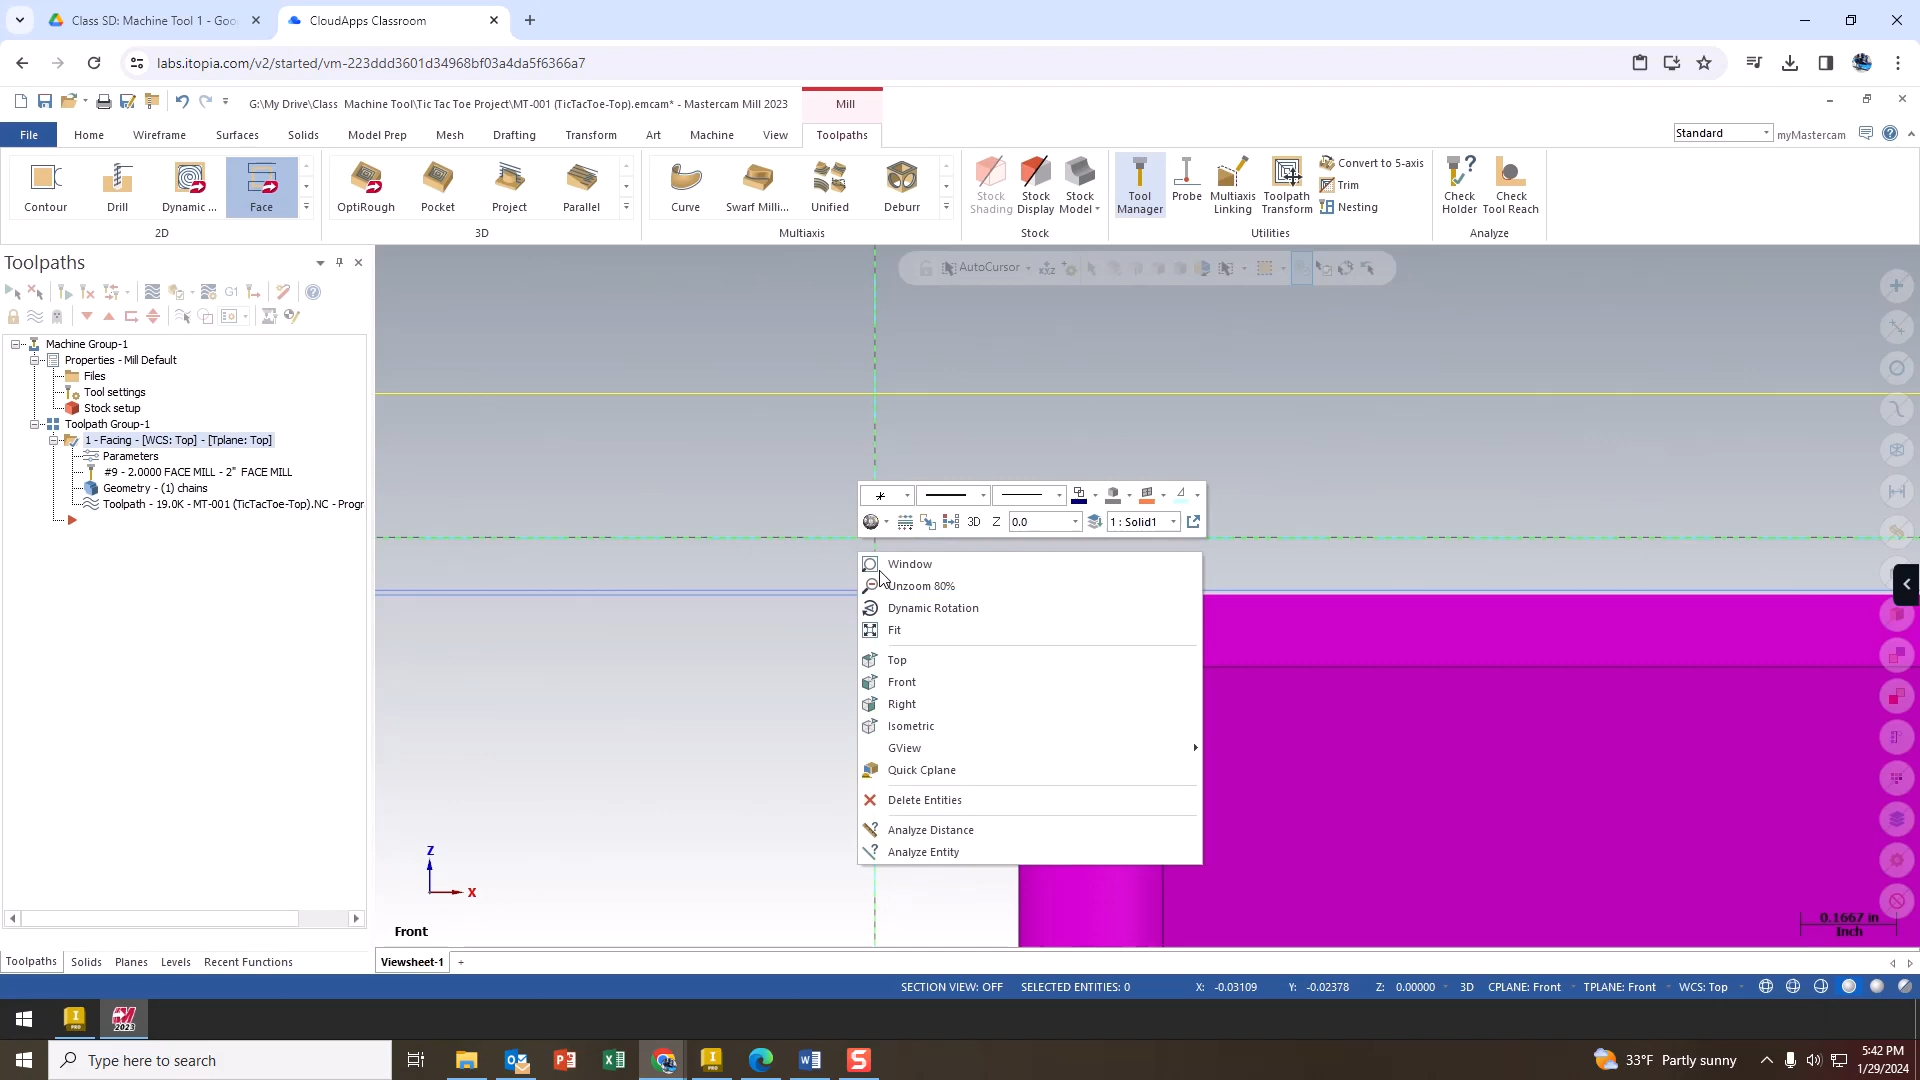 Class SD: Machine Tool 1 - Goo
CloudApps Classroom
labs.itopia.com/v2/started/vm-223ddd3601d34968bf03a4da5f6366a7
G:\My Drive\Class Machine Tool\Tic Tac Toe Project\MT-001 (TicTacToe-Top).emcam* - Mastercam Mill 2023
Mill
File Home Wireframe Surfaces Solids Model Prep Mesh Drafting Transform Art Machine View Toolpaths
Standard myMastercam
Contour Drill Dynamic ... Face
OptiRough Pocket Project Parallel
Curve Swarf Milli... Unified Deburr
Stock Shading
Stock Display
Stock Model
Tool Manager
Probe
Multiaxis Linking
Toolpath Transform
Convert to 5-axis
Trim
Nesting
Check Holder
Check Tool Reach
2D 3D Multiaxis Stock Utilities Analyze
Toolpaths
AutoCursor
G1
Machine Group-1
Properties - Mill Default
Files
Tool settings
Stock setup
Toolpath Group-1
1 - Facing - [WCS: Top] - [Tplane: Top]
Parameters
#9 - 2.0000 FACE MILL - 2" FACE MILL
Geometry - (1) chains
Toolpath - 19.0K - MT-001 (TicTacToe-Top).NC - Progr
3D Z 0.0 1 : Solid1
Window
Unzoom 80%
Dynamic Rotation
Fit
Top
Front
Right
Isometric
GView
Quick Cplane
Delete Entities
Analyze Distance
Analyze Entity
Z
X
Front
0.1667 in
Inch
Toolpaths Solids Planes Levels Recent Functions
Viewsheet-1 +
SECTION VIEW: OFF SELECTED ENTITIES: 0 X: -0.03109 Y: -0.02378 Z: 0.00000 3D CPLANE: Front TPLANE: Front WCS: Top
PRO
2023
Type here to search
PRO
33°F Partly sunny
5:42 PM
1/29/2024